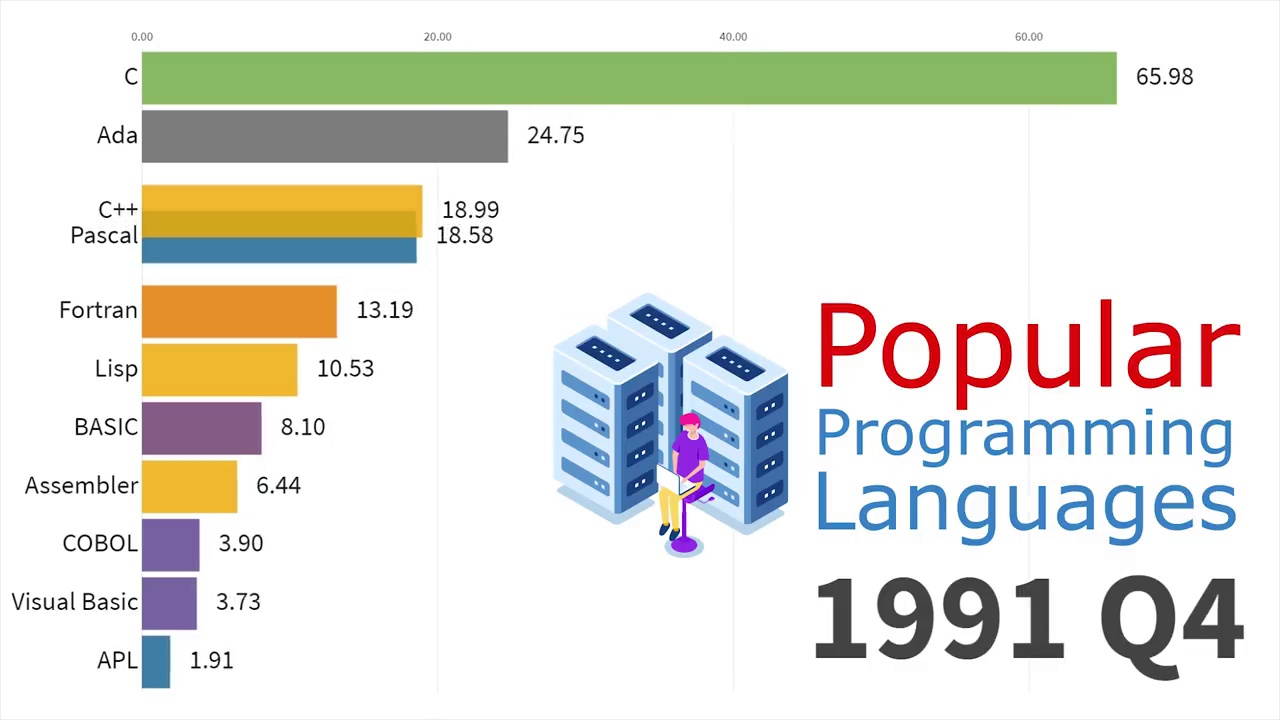 0.00 20.00 40.00 60.00
C 65.98
Ada 24.75
C++ 18.99
Pascal 18.58
Fortran 13.19
Lisp 10.53
BASIC 8.10
Assembler 6.44
COBOL 3.90
Visual Basic 3.73
APL 1.91
Popular
Programming
Languages
1991 Q4